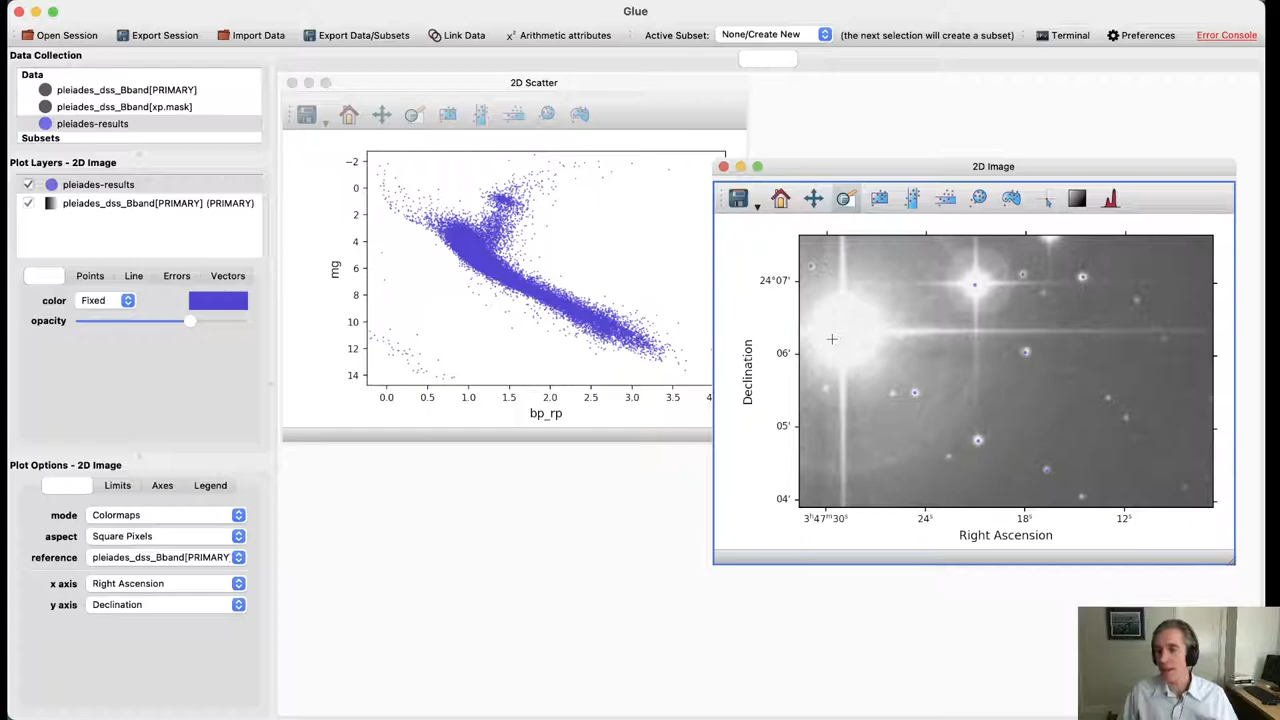 Glue
Open Session Export Session Import Data Export Data/Subsets Link Data Arithmetic attributes Active Subset: None/Create New (the next selection will create a subset) Terminal Preferences Error Console
Data Collection
Data
pleiades_dss_Bband[PRIMARY]
pleiades_dss_Bband[xp.mask]
pleiades-results
Subsets
Plot Layers - 2D Image
pleiades-results
pleiades_dss_Bband[PRIMARY] (PRIMARY)
Points Line Errors Vectors
color Fixed
opacity
Plot Options - 2D Image
Limits Axes Legend
mode Colormaps
aspect Square Pixels
reference pleiades_dss_Bband[PRIMARY
x axis Right Ascension
y axis Declination
2D Scatter
mg
−2
0
2
4
6
8
10
12
14
0.0 0.5 1.0 1.5 2.0 2.5 3.0 3.5
bp_rp
2D Image
Declination
24°07'
06'
05'
04'
3ʰ47ᵐ30ˢ 24ˢ 18ˢ 12ˢ
Right Ascension